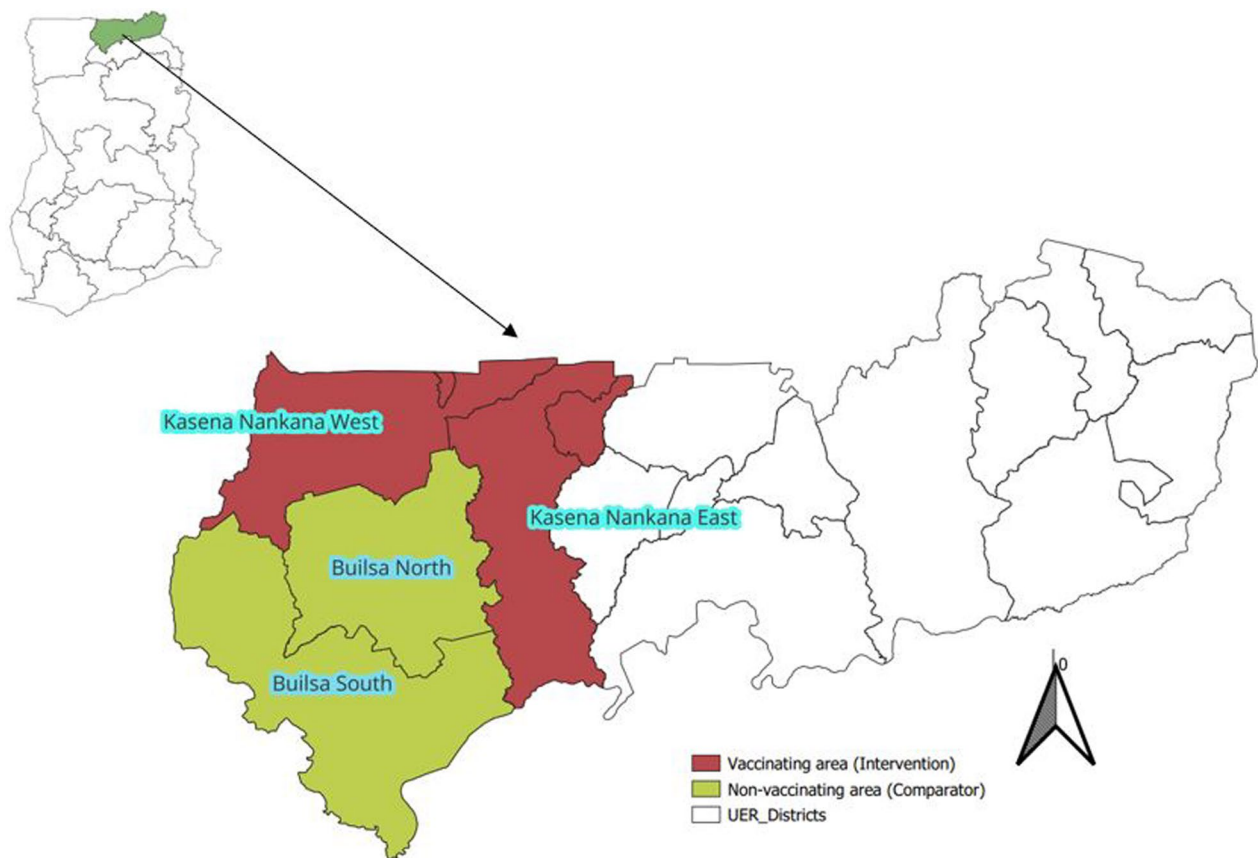 Kasena Nankana West
Kasena Nankana East
Builsa North
Builsa South
0
Vaccinating area (Intervention)
Non-vaccinating area (Comparator)
UER_Districts